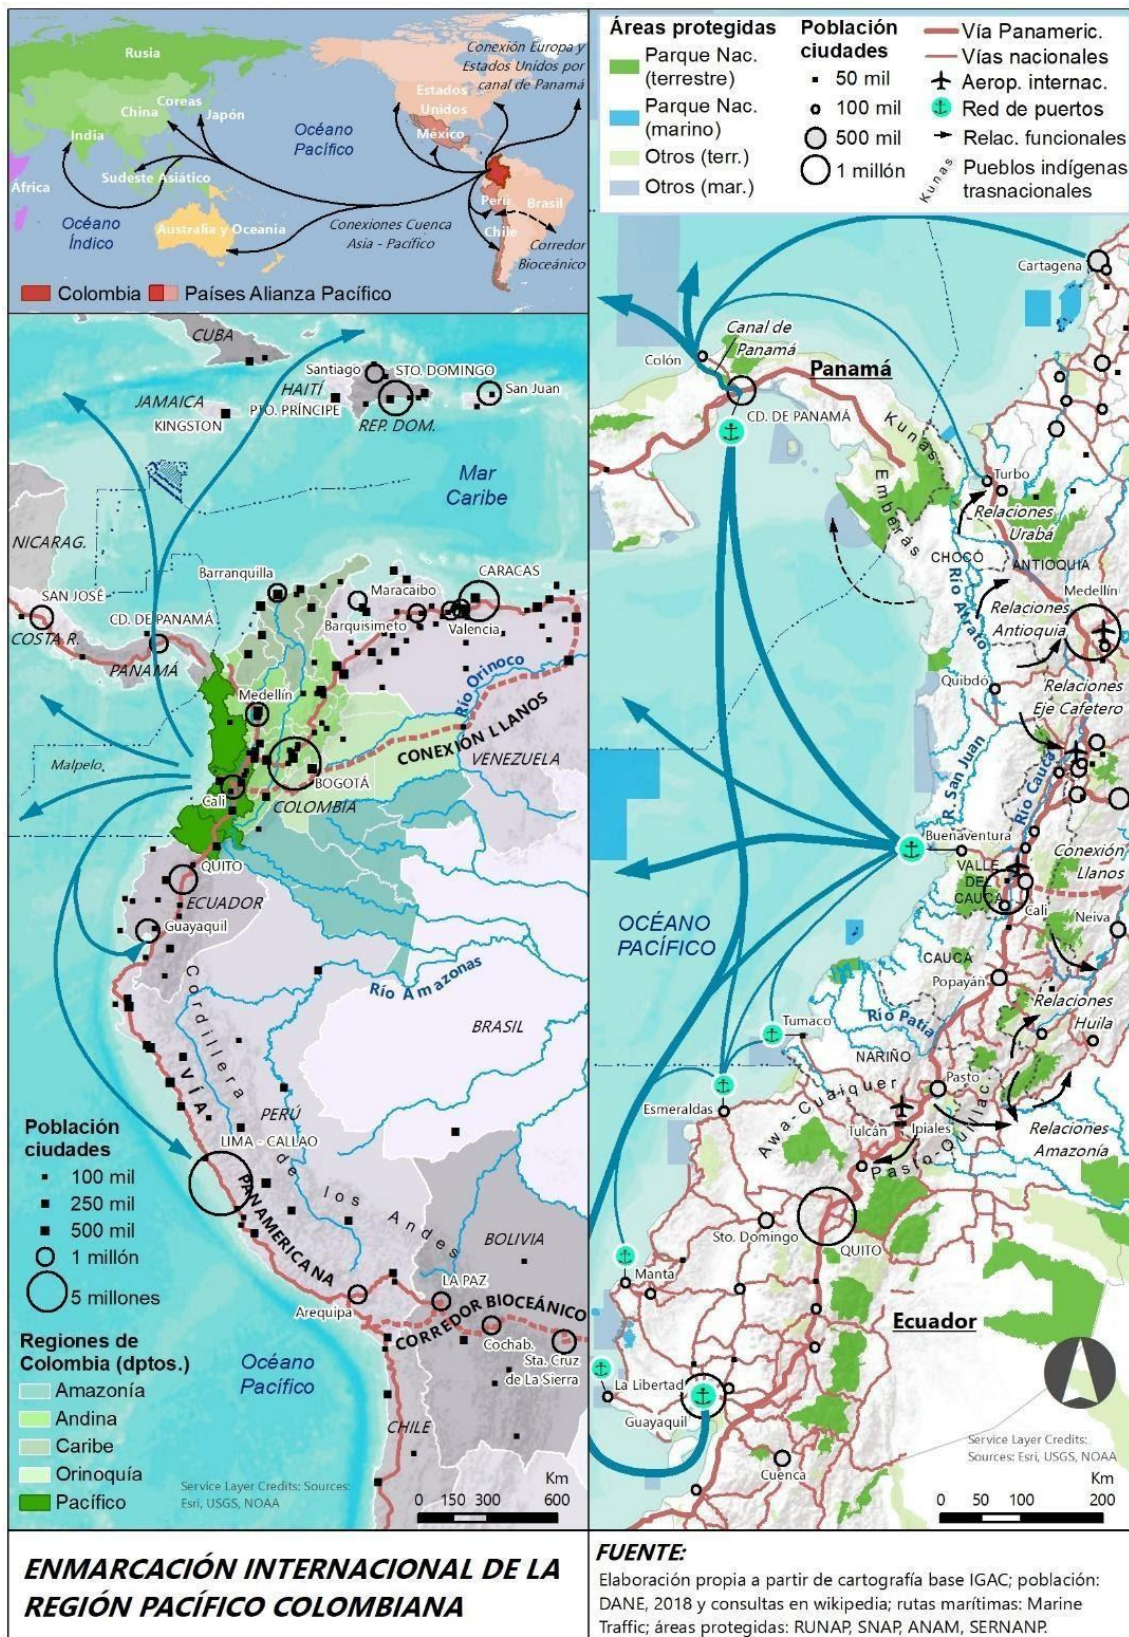 Rusia
Coreas
China
Japón
India
África
Sudeste Asiático
Océano
Índico
Australia y Oceanía
Océano
Pacífico
Conexión Europa y
Estados Unidos por
canal de Panamá
Estados
Unidos
México
Perú
Brasil
Chile
Conexiones Cuenca
Asia - Pacífico
Corredor
Bioceánico
Colombia
Países Alianza Pacífico
Áreas protegidas
Parque Nac.
(terrestre)
Parque Nac.
(marino)
Otros (terr.)
Otros (mar.)
Población
ciudades
50 mil
100 mil
500 mil
1 millón
Vía Panameric.
Vías nacionales
Aerop. internac.
Red de puertos
Relac. funcionales
Kunas
Pueblos indígenas
trasnacionales
CUBA
Santiago
STO. DOMINGO
HAITÍ
San Juan
JAMAICA
PTO. PRÍNCIPE
KINGSTON
REP. DOM.
Mar
Caribe
NICARAG.
Barranquilla
CARACAS
Maracaibo
SAN JOSÉ
CD. DE PANAMÁ
Barquisimeto
Valencia
COSTA R.
PANAMÁ
Río Orinoco
Medellín
CONEXIÓN LLANOS
VENEZUELA
Malpelo
BOGOTÁ
Cali
COLOMBIA
QUITO
ECUADOR
Guayaquil
Río Amazonas
Cordillera de los Andes
BRASIL
VÍA PANAMERICANA
PERÚ
LIMA - CALLAO
BOLIVIA
LA PAZ
Arequipa
CORREDOR BIOCEÁNICO
Cochab.
Sta. Cruz
de La Sierra
Océano
Pacífico
CHILE
Población
ciudades
100 mil
250 mil
500 mil
1 millón
5 millones
Regiones de
Colombia (dptos.)
Amazonía
Andina
Caribe
Orinoquía
Pacífico
Service Layer Credits: Sources:
Esri, USGS, NOAA
Km
0 150 300 600
Cartagena
Canal de
Panamá
Colón
Panamá
CD. DE PANAMÁ
Kunas
Emberás
Turbo
Relaciones
Urabá
CHOCÓ
ANTIOQUIA
Río Atrato
Medellín
Relaciones
Antioquia
Quibdó
Relaciones
Eje Cafetero
R. San Juan
Río Cauca
Buenaventura
VALLE
DEL
CAUCA
Conexión
Llanos
Cali
Neiva
OCÉANO
PACÍFICO
CAUCA
Popayán
Relaciones
Huila
Río Patía
Tumaco
NARIÑO
Pasto
Awa-Cuaiquer
Esmeraldas
Tulcán
Ipiales
Pasto-Quillac.
Relaciones
Amazonía
Sto. Domingo
QUITO
Manta
Ecuador
La Libertad
Guayaquil
Cuenca
Service Layer Credits:
Sources: Esri, USGS, NOAA
Km
0 50 100 200
ENMARCACIÓN INTERNACIONAL DE LA
REGIÓN PACÍFICO COLOMBIANA
FUENTE:
Elaboración propia a partir de cartografía base IGAC; población:
DANE, 2018 y consultas en wikipedia; rutas marítimas: Marine
Traffic; áreas protegidas: RUNAP, SNAP, ANAM, SERNANP.